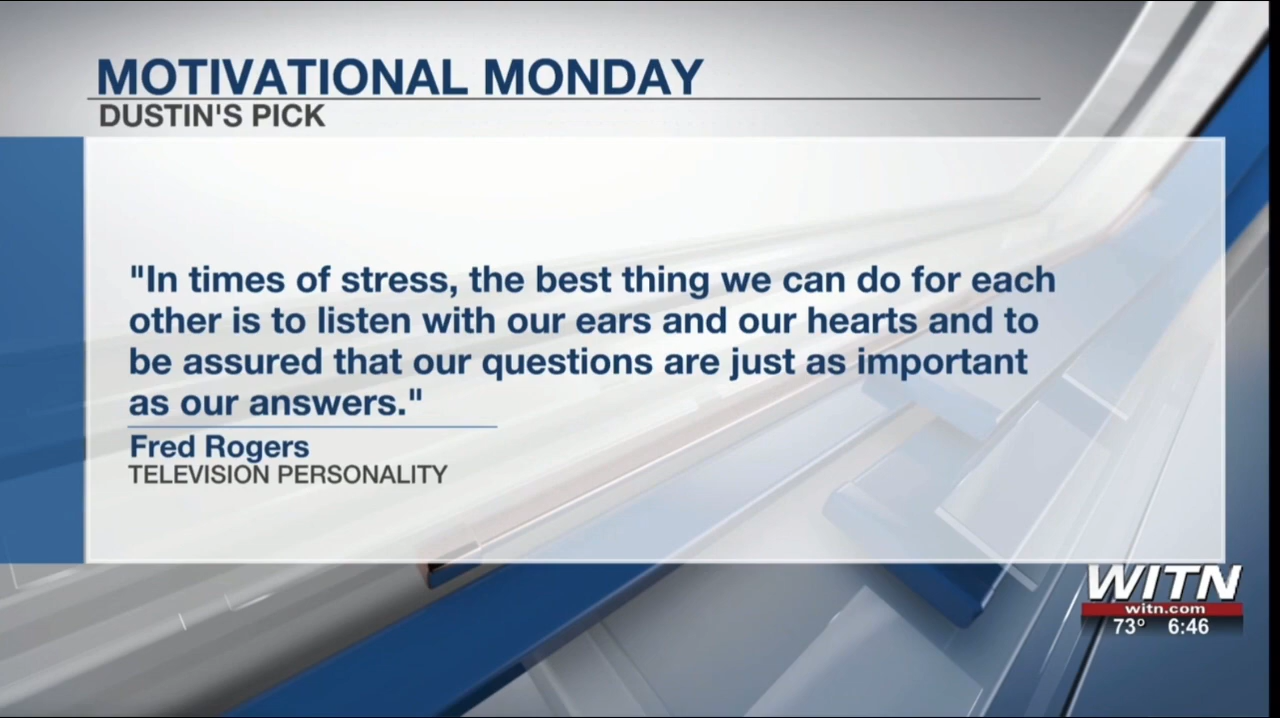 MOTIVATIONAL MONDAY
DUSTIN'S PICK
"In times of stress, the best thing we can do for each
other is to listen with our ears and our hearts and to
be assured that our questions are just as important
as our answers."
Fred Rogers
TELEVISION PERSONALITY
WITN
witn.com
73° 6:46